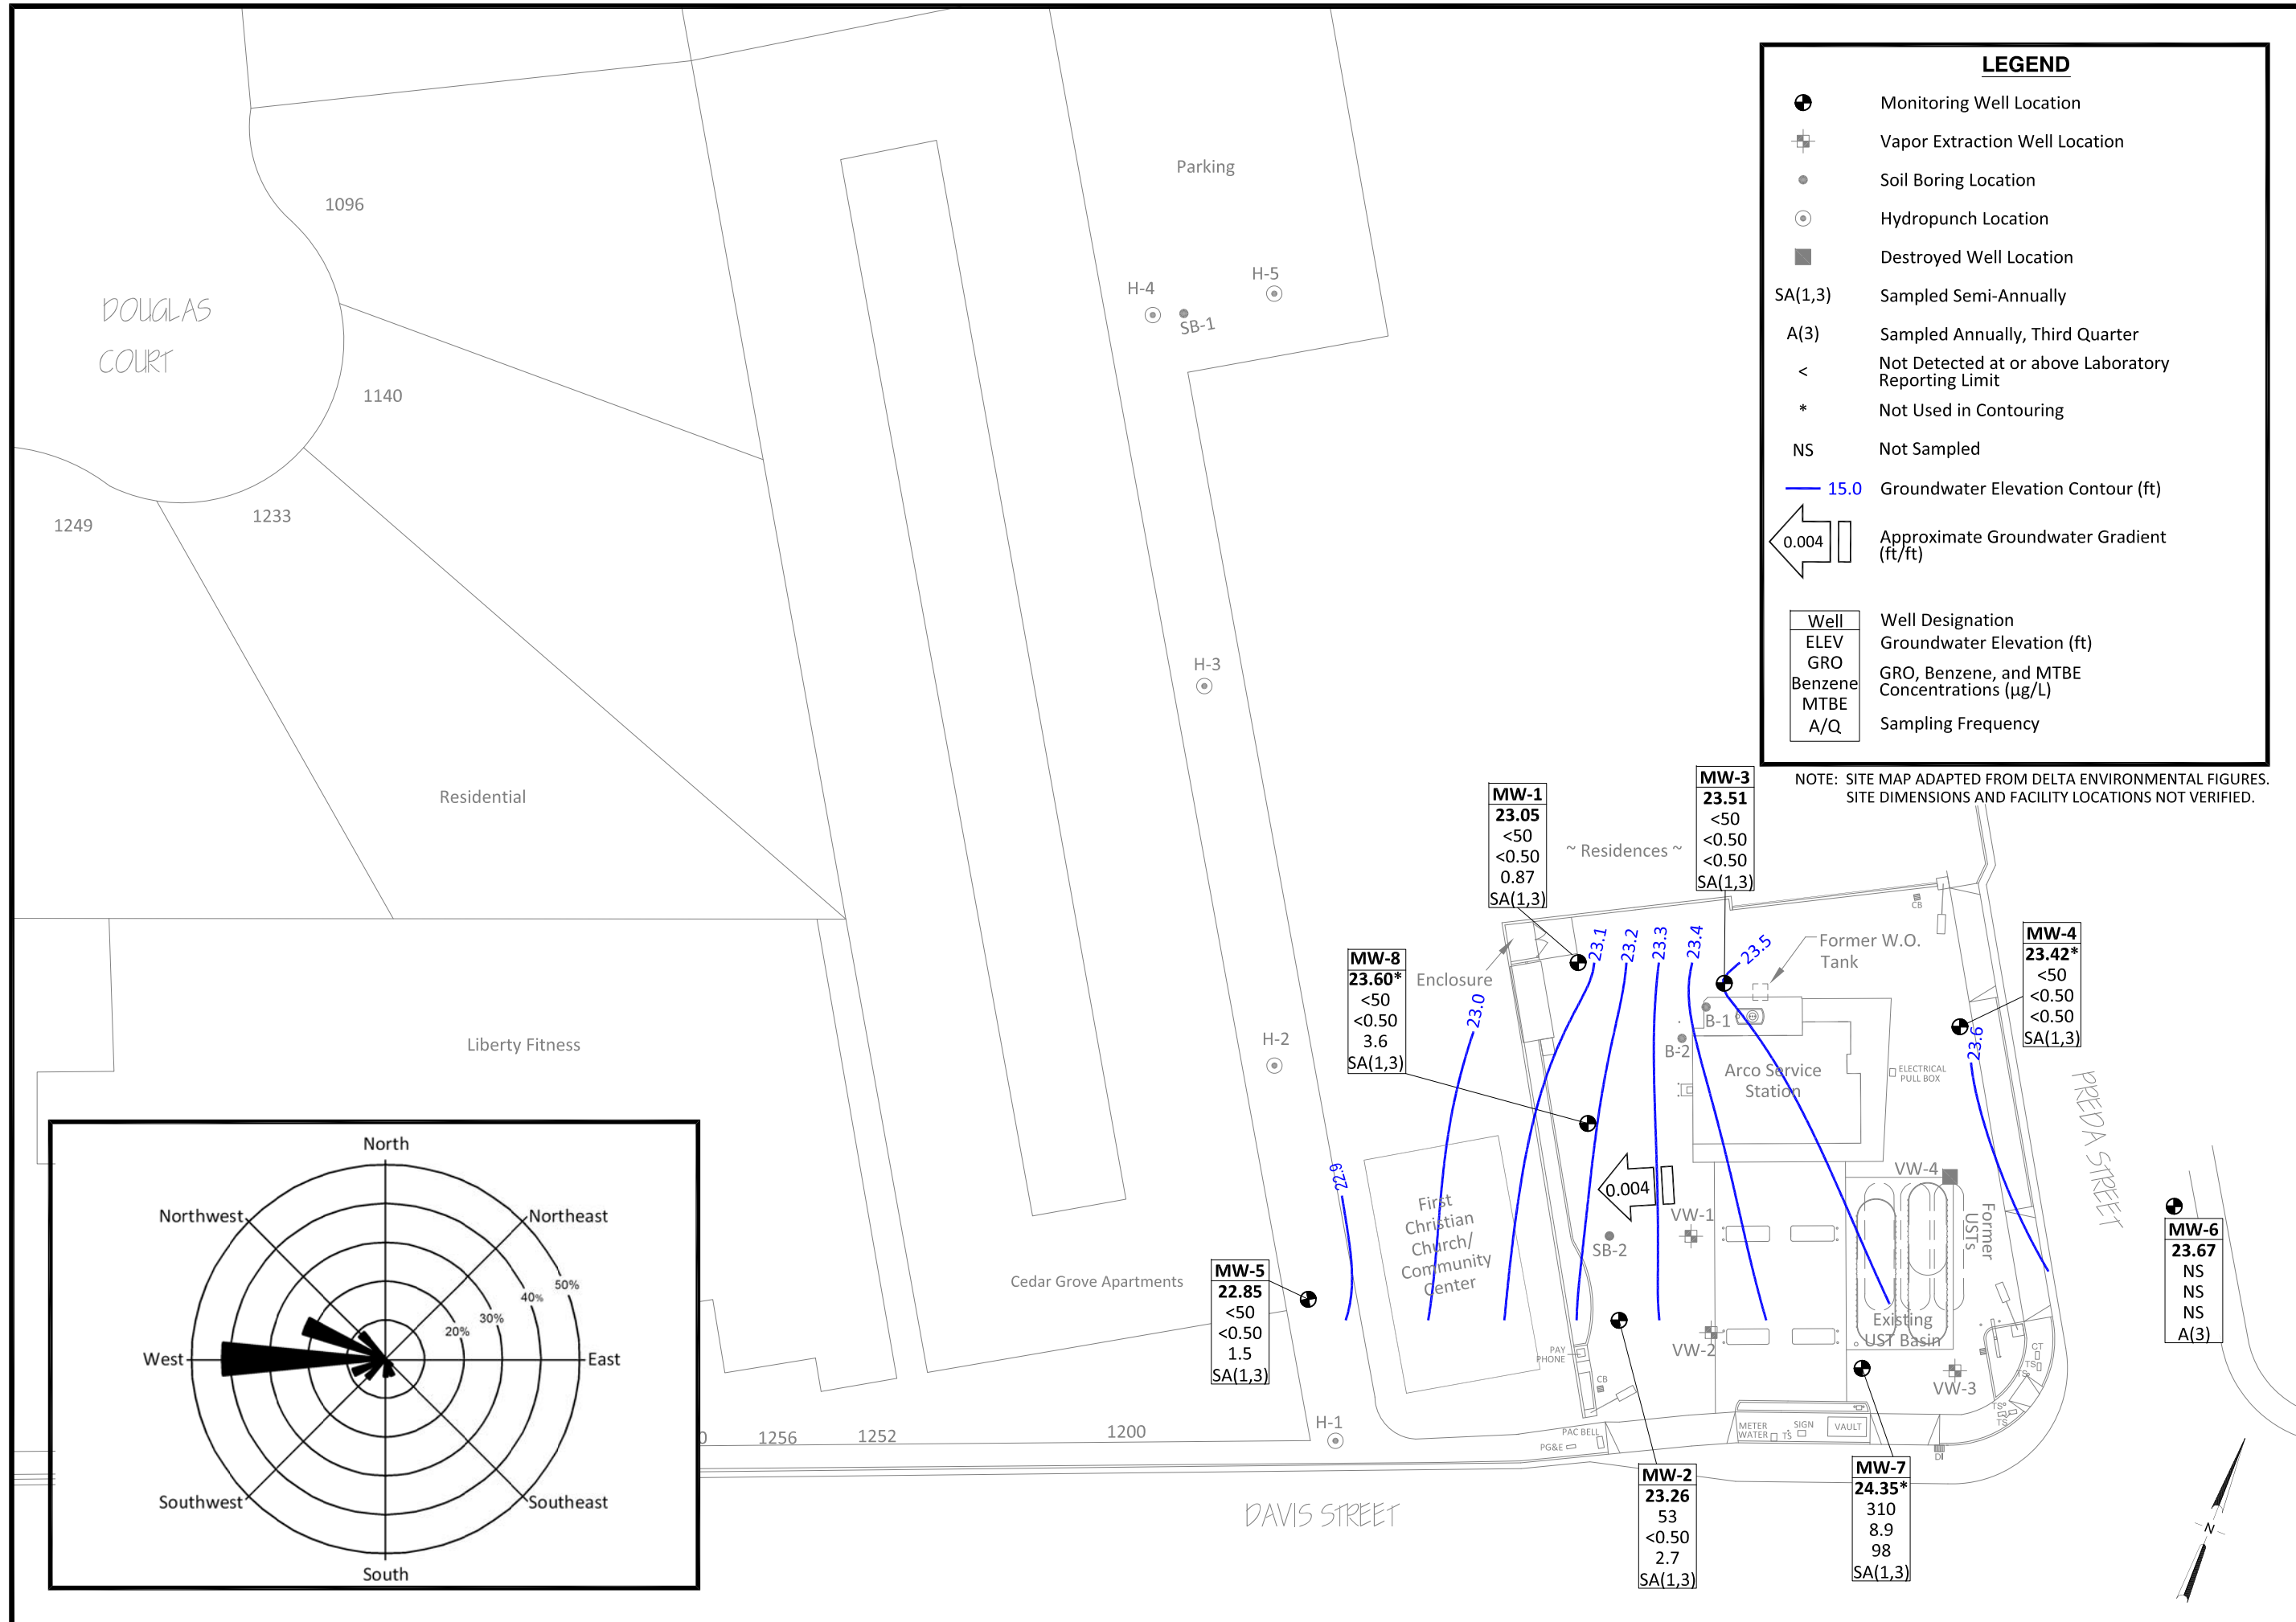 LEGEND
Monitoring Well Location
Vapor Extraction Well Location
Soil Boring Location
Hydropunch Location
Destroyed Well Location
SA(1,3) Sampled Semi-Annually
A(3) Sampled Annually, Third Quarter
< Not Detected at or above Laboratory
Reporting Limit
* Not Used in Contouring
NS Not Sampled
15.0 Groundwater Elevation Contour (ft)
0.004 Approximate Groundwater Gradient
(ft/ft)
Well Well Designation
ELEV Groundwater Elevation (ft)
GRO
Benzene
MTBE
GRO, Benzene, and MTBE
Concentrations (µg/L)
A/Q Sampling Frequency
NOTE: SITE MAP ADAPTED FROM DELTA ENVIRONMENTAL FIGURES.
SITE DIMENSIONS AND FACILITY LOCATIONS NOT VERIFIED.
DOUGLAS
COURT
1096
1140
1233
1249
Residential
Parking
H-4
SB-1
H-5
H-3
H-2
H-1
Liberty Fitness
Cedar Grove Apartments
1256
1252
1200
0
~ Residences ~
MW-1
23.05
<50
<0.50
0.87
SA(1,3)
MW-3
23.51
<50
<0.50
<0.50
SA(1,3)
MW-4
23.42*
<50
<0.50
<0.50
SA(1,3)
MW-8
23.60*
<50
<0.50
3.6
SA(1,3)
MW-5
22.85
<50
<0.50
1.5
SA(1,3)
MW-6
23.67
NS
NS
NS
A(3)
MW-2
23.26
53
<0.50
2.7
SA(1,3)
MW-7
24.35*
310
8.9
98
SA(1,3)
22.9
23.0
23.1
23.2
23.3
23.4
23.5
23.6
Enclosure
Former W.O.
Tank
CB
B-1
B-2
Arco Service
Station
ELECTRICAL
PULL BOX
0.004
First
Christian
Church/
Community
Center
SB-2
VW-1
VW-2
VW-3
VW-4
Former
USTs
Existing
UST Basin
PAY
PHONE
CB
PAC BELL
PG&E
METER
WATER
TS
SIGN
VAULT
CT
TS
TS
TS
TS
DI
PREDA STREET
DAVIS STREET
N
North
Northwest
Northeast
West
East
Southwest
Southeast
South
20%
30%
40%
50%